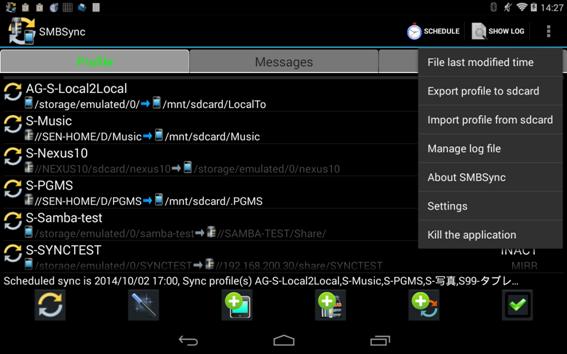 14:27
SMBSync
SCHEDULE
SHOW LOG
Profile
Messages
File last modified time
Export profile to sdcard
Import profile from sdcard
Manage log file
About SMBSync
Settings
Kill the application
AG-S-Local2Local
/storage/emulated/0/ /mnt/sdcard/LocalTo
S-Music
//SEN-HOME/D/Music /mnt/sdcard/Music
S-Nexus10
//NEXUS10/sdcard/nexus10 /storage/emulated/0/nexus10
S-PGMS
//SEN-HOME/D/PGMS /mnt/sdcard/.PGMS
S-Samba-test
/storage/emulated/0/samba-test //SAMBA-TEST/Share/
S-SYNCTEST
INACT
/storage/emulated/0/SYNCTEST //192.168.200.30/share/SYNCTEST
MIRR
Scheduled sync is 2014/10/02 17:00, Sync profile(s) AG-S-Local2Local,S-Music,S-PGMS,S-写真,S99-タブレ...